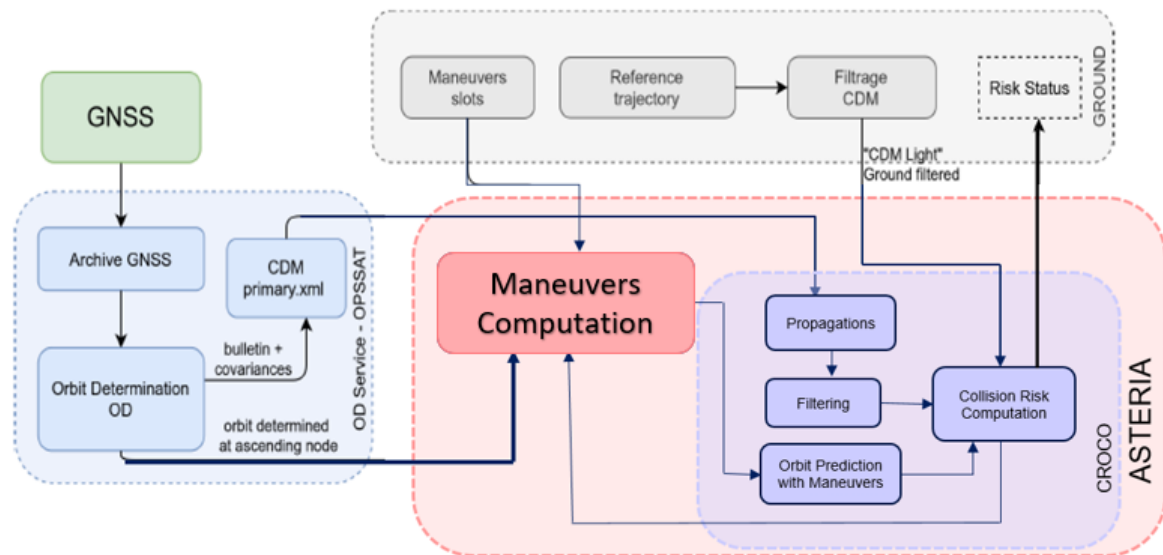 GNSS
Maneuvers
slots
Reference
trajectory
Filtrage
CDM
Risk Status
GROUND
"CDM Light"
Ground filtered
Archive GNSS
CDM
primary.xml
bulletin +
covariances
Orbit Determination
OD
orbit determined
at ascending node
OD Service - OPSSAT
Maneuvers
Computation
Propagations
Filtering
Collision Risk
Computation
Orbit Prediction
with Maneuvers
CROCO
ASTERIA